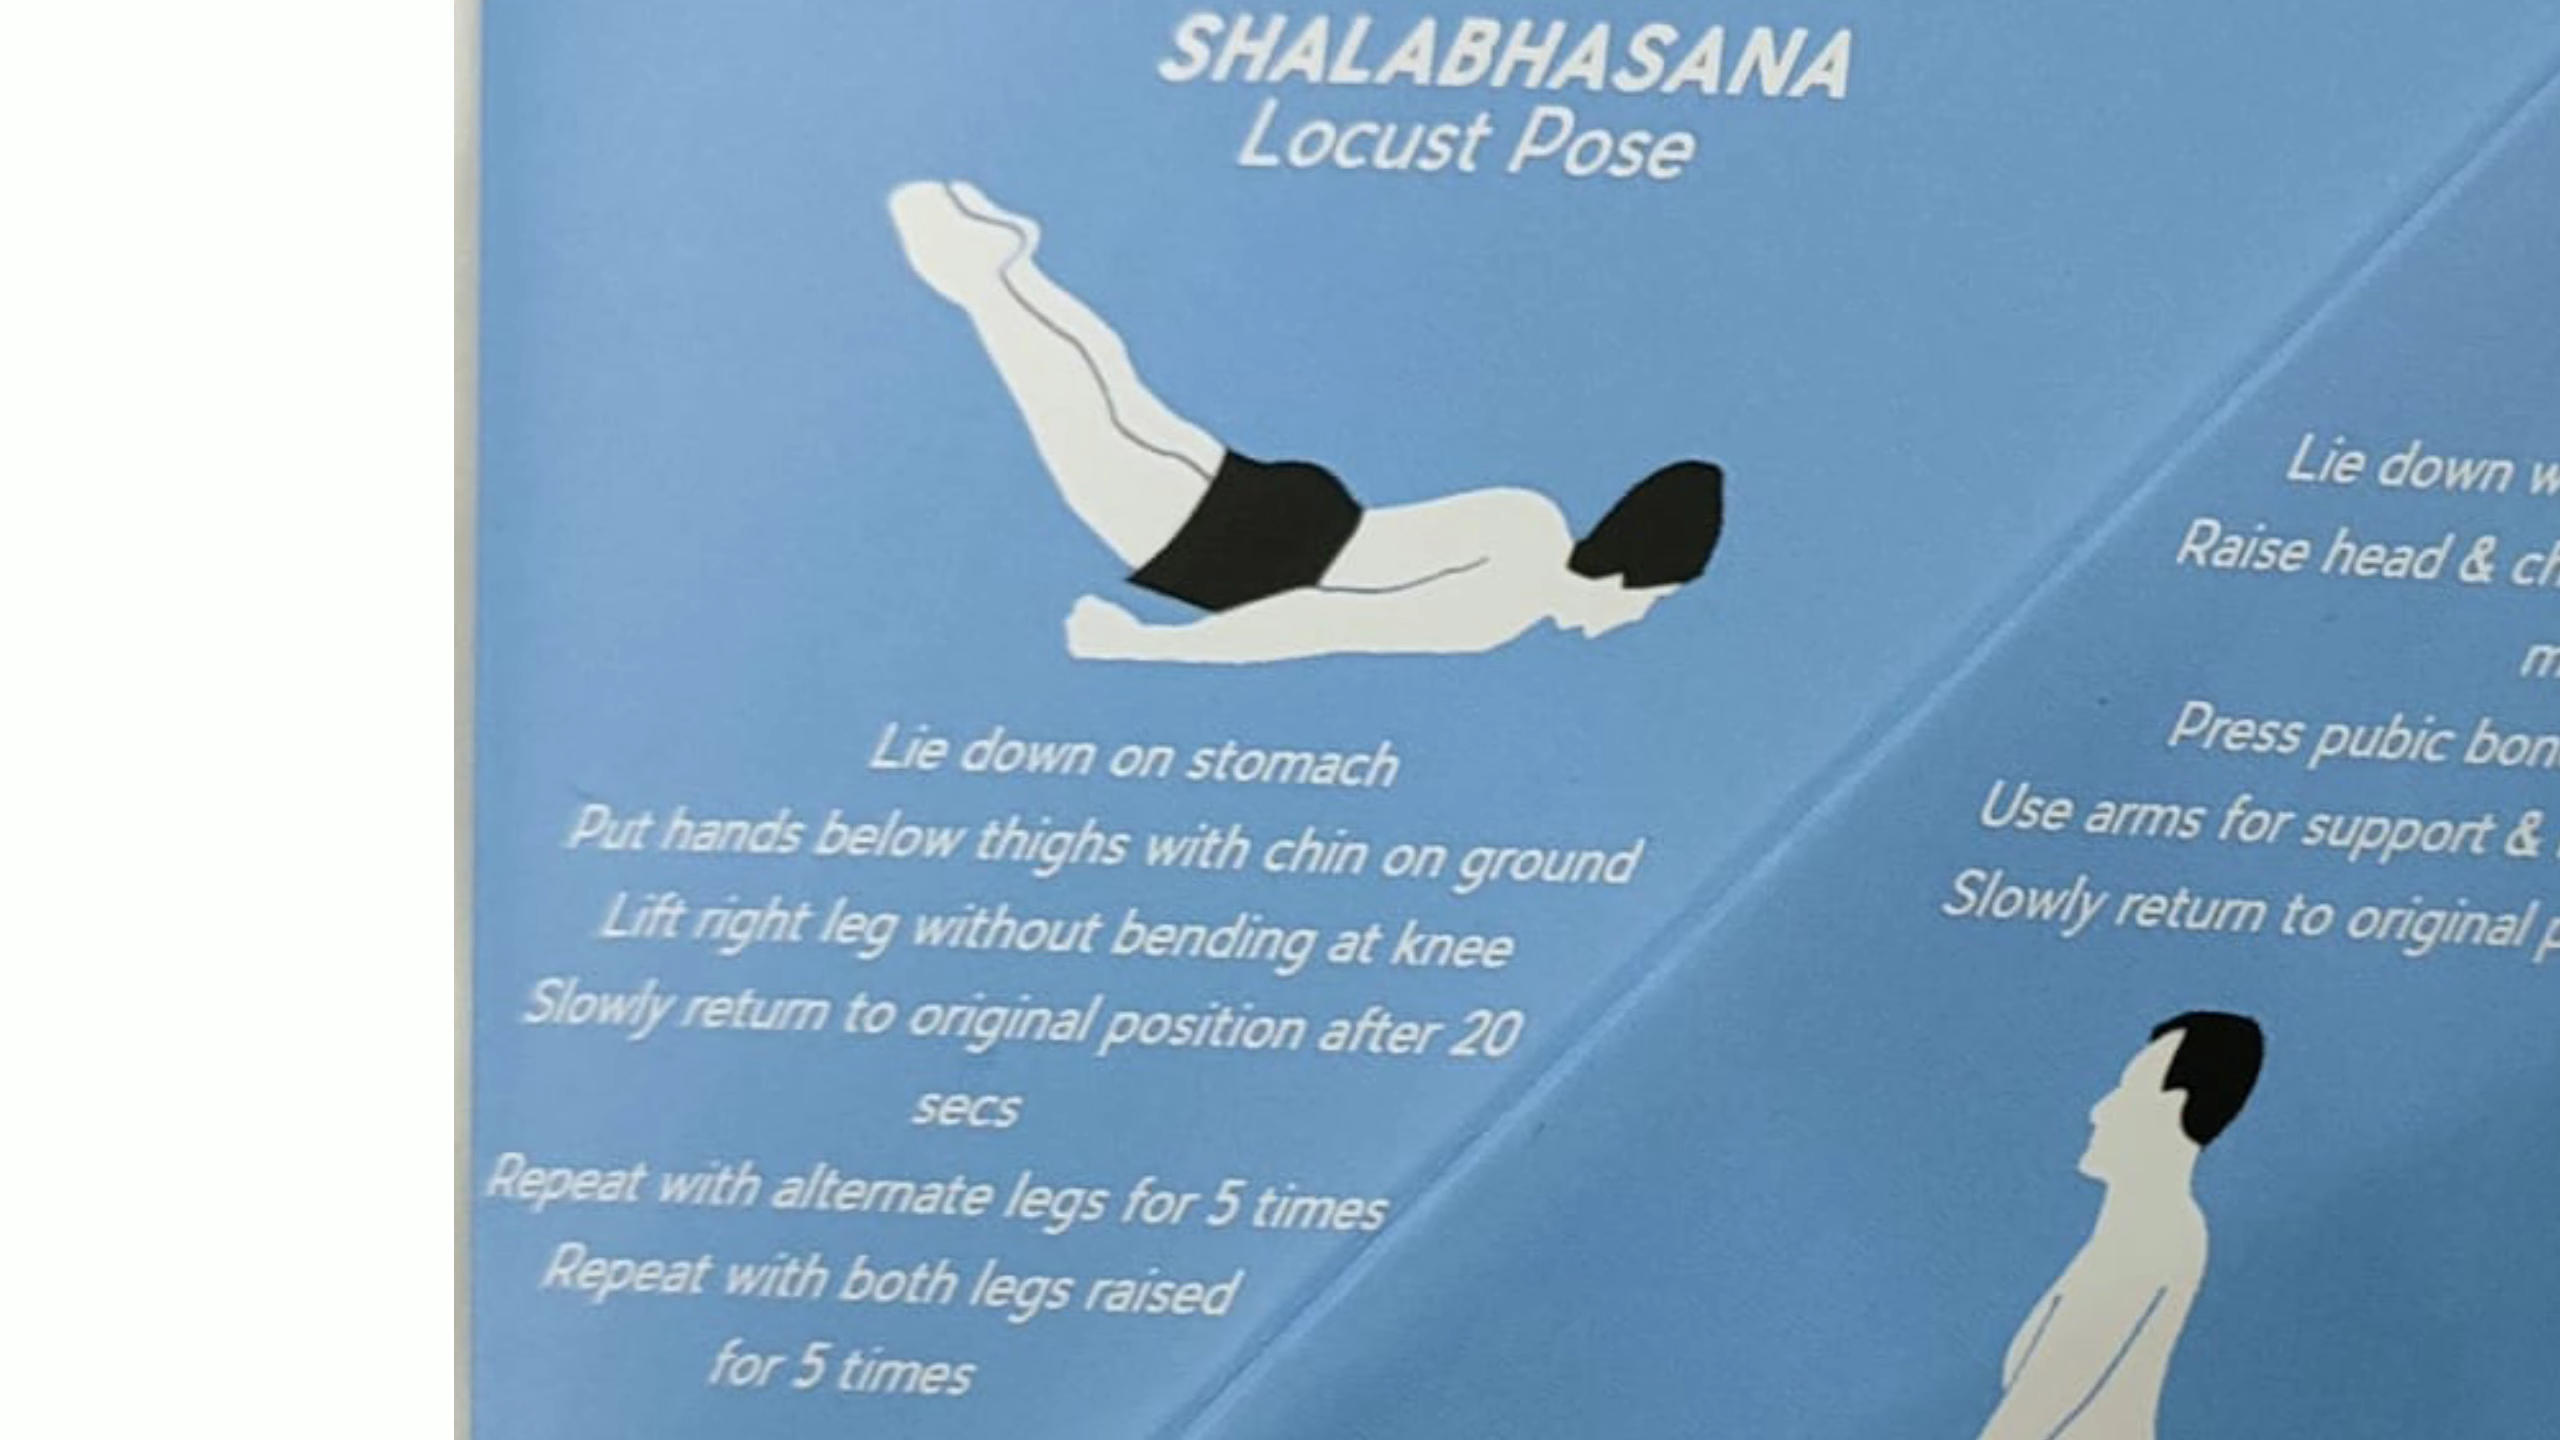 SHALABHASANA
Locust Pose
Lie down on stomach
Put hands below thighs with chin on ground
Lift right leg without bending at knee
Slowly return to original position after 20
secs
Repeat with alternate legs for 5 times
Repeat with both legs raised
for 5 times
Lie down
Raise head &
Press pubic
Use arms for support &
Slowly return to original